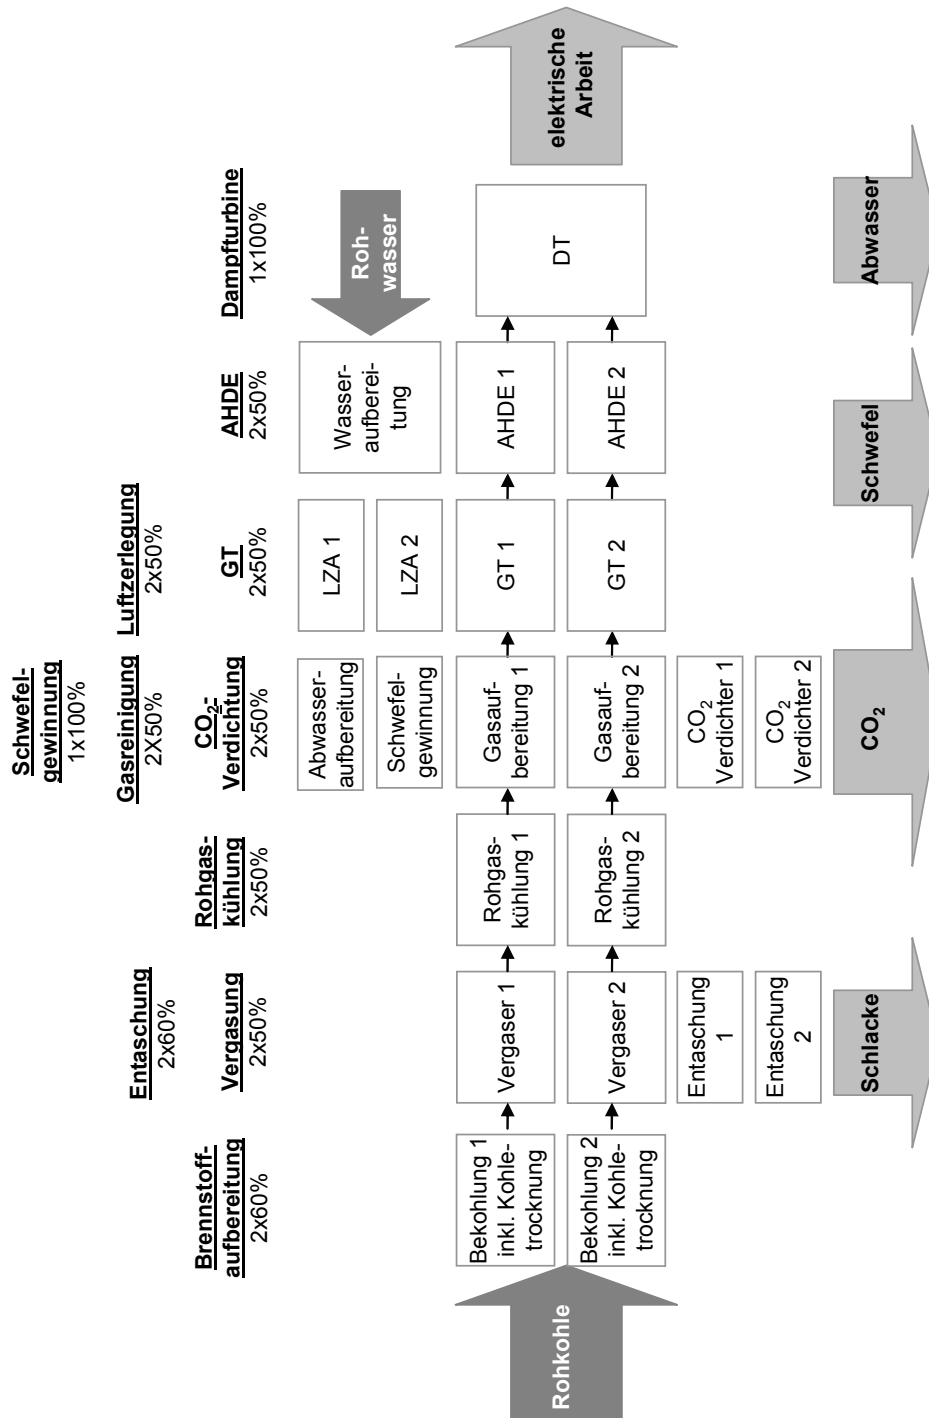 Schwefel-
gewinnung
1x100%
Entaschung
2x60%
Gasreinigung
2X50%
Luftzerlegung
2x50%
Brennstoff-
aufbereitung
2x60%
Vergasung
2x50%
Rohgas-
kühlung
2x50%
CO2-
Verdichtung
2x50%
GT
2x50%
AHDE
2x50%
Dampfturbine
1x100%
Abwasser-
aufbereitung
LZA 1
Wasser-
aufberei-
tung
Roh-
wasser
Schwefel-
gewinnung
LZA 2
Rohkohle
Bekohlung 1
inkl. Kohle-
trocknung
Vergaser 1
Rohgas-
kühlung 1
Gasauf-
bereitung 1
GT 1
AHDE 1
DT
elektrische
Arbeit
Bekohlung 2
inkl. Kohle-
trocknung
Vergaser 2
Rohgas-
kühlung 2
Gasauf-
bereitung 2
GT 2
AHDE 2
Entaschung
1
CO2
Verdichter 1
Entaschung
2
CO2
Verdichter 2
Schlacke
CO2
Schwefel
Abwasser